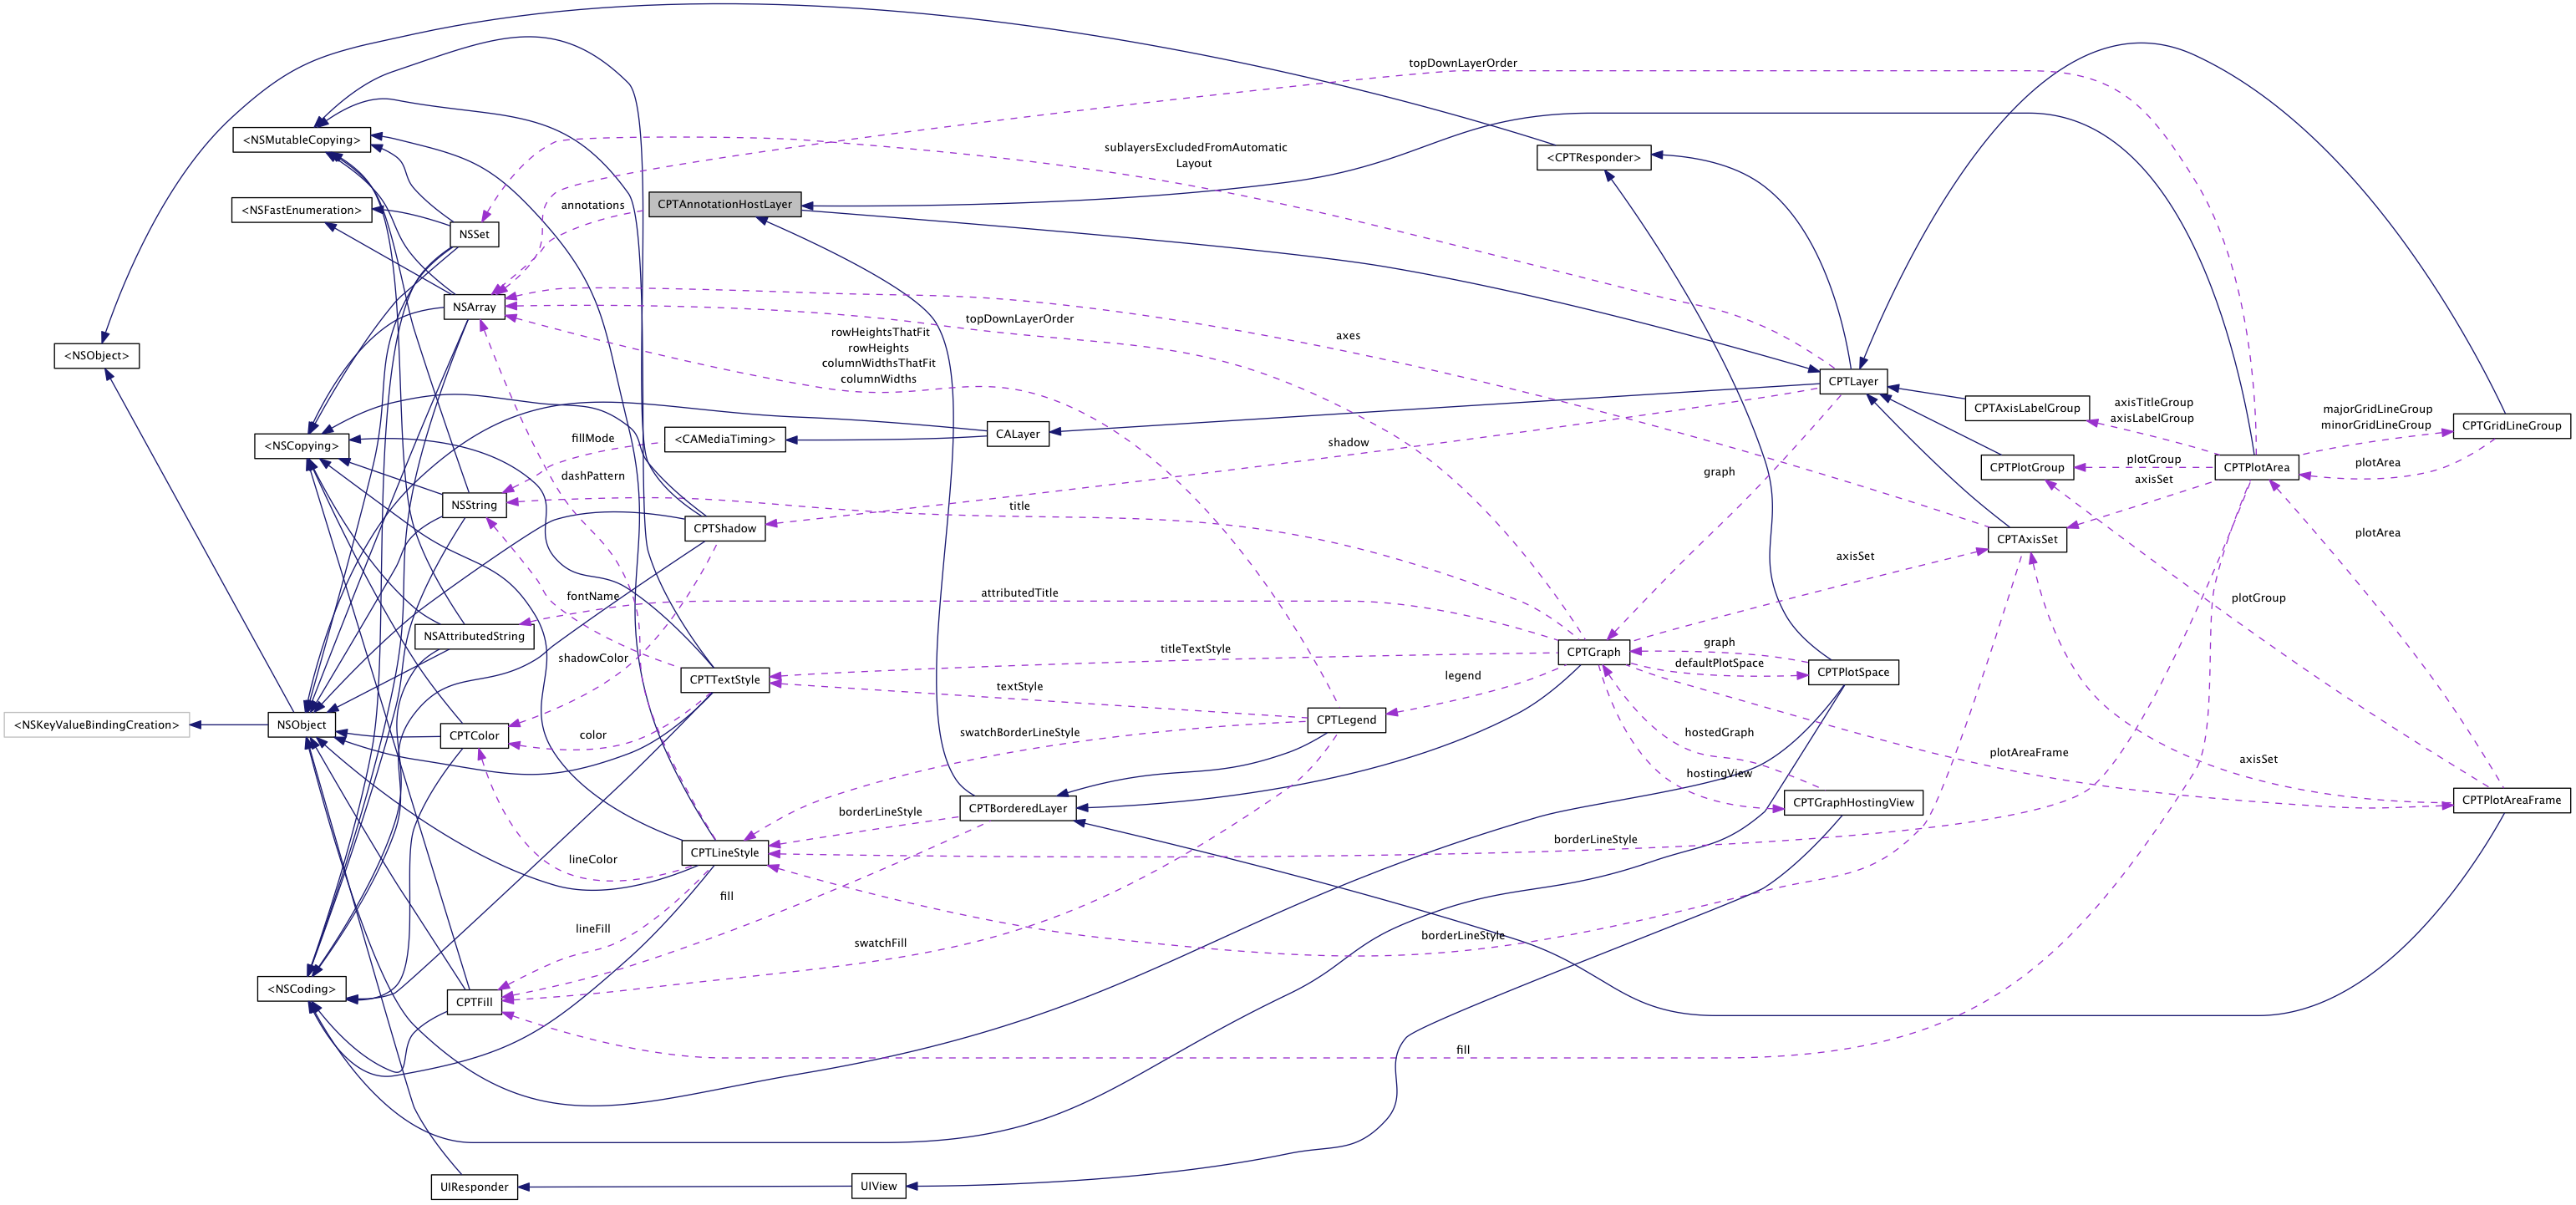 topDownLayerOrder
<NSMutableCopying>
sublayersExcludedFromAutomatic
Layout
<CPTResponder>
<NSFastEnumeration>
annotations
CPTAnnotationHostLayer
NSSet
NSArray
topDownLayerOrder
rowHeightsThatFit
rowHeights
columnWidthsThatFit
columnWidths
axes
<NSObject>
CPTLayer
CPTAxisLabelGroup
axisTitleGroup
axisLabelGroup
majorGridLineGroup
minorGridLineGroup
CPTGridLineGroup
<NSCopying>
fillMode
<CAMediaTiming>
CALayer
shadow
graph
CPTPlotGroup
plotGroup
axisSet
CPTPlotArea
plotArea
dashPattern
NSString
CPTShadow
title
CPTAxisSet
plotArea
axisSet
fontName
attributedTitle
plotGroup
NSAttributedString
shadowColor
titleTextStyle
CPTGraph
graph
defaultPlotSpace
CPTPlotSpace
CPTTextStyle
textStyle
legend
<NSKeyValueBindingCreation>
NSObject
CPTColor
color
swatchBorderLineStyle
CPTLegend
hostedGraph
plotAreaFrame
axisSet
hostingView
CPTBorderedLayer
borderLineStyle
CPTGraphHostingView
CPTPlotAreaFrame
CPTLineStyle
lineColor
borderLineStyle
fill
lineFill
swatchFill
borderLineStyle
<NSCoding>
CPTFill
fill
UIResponder
UIView